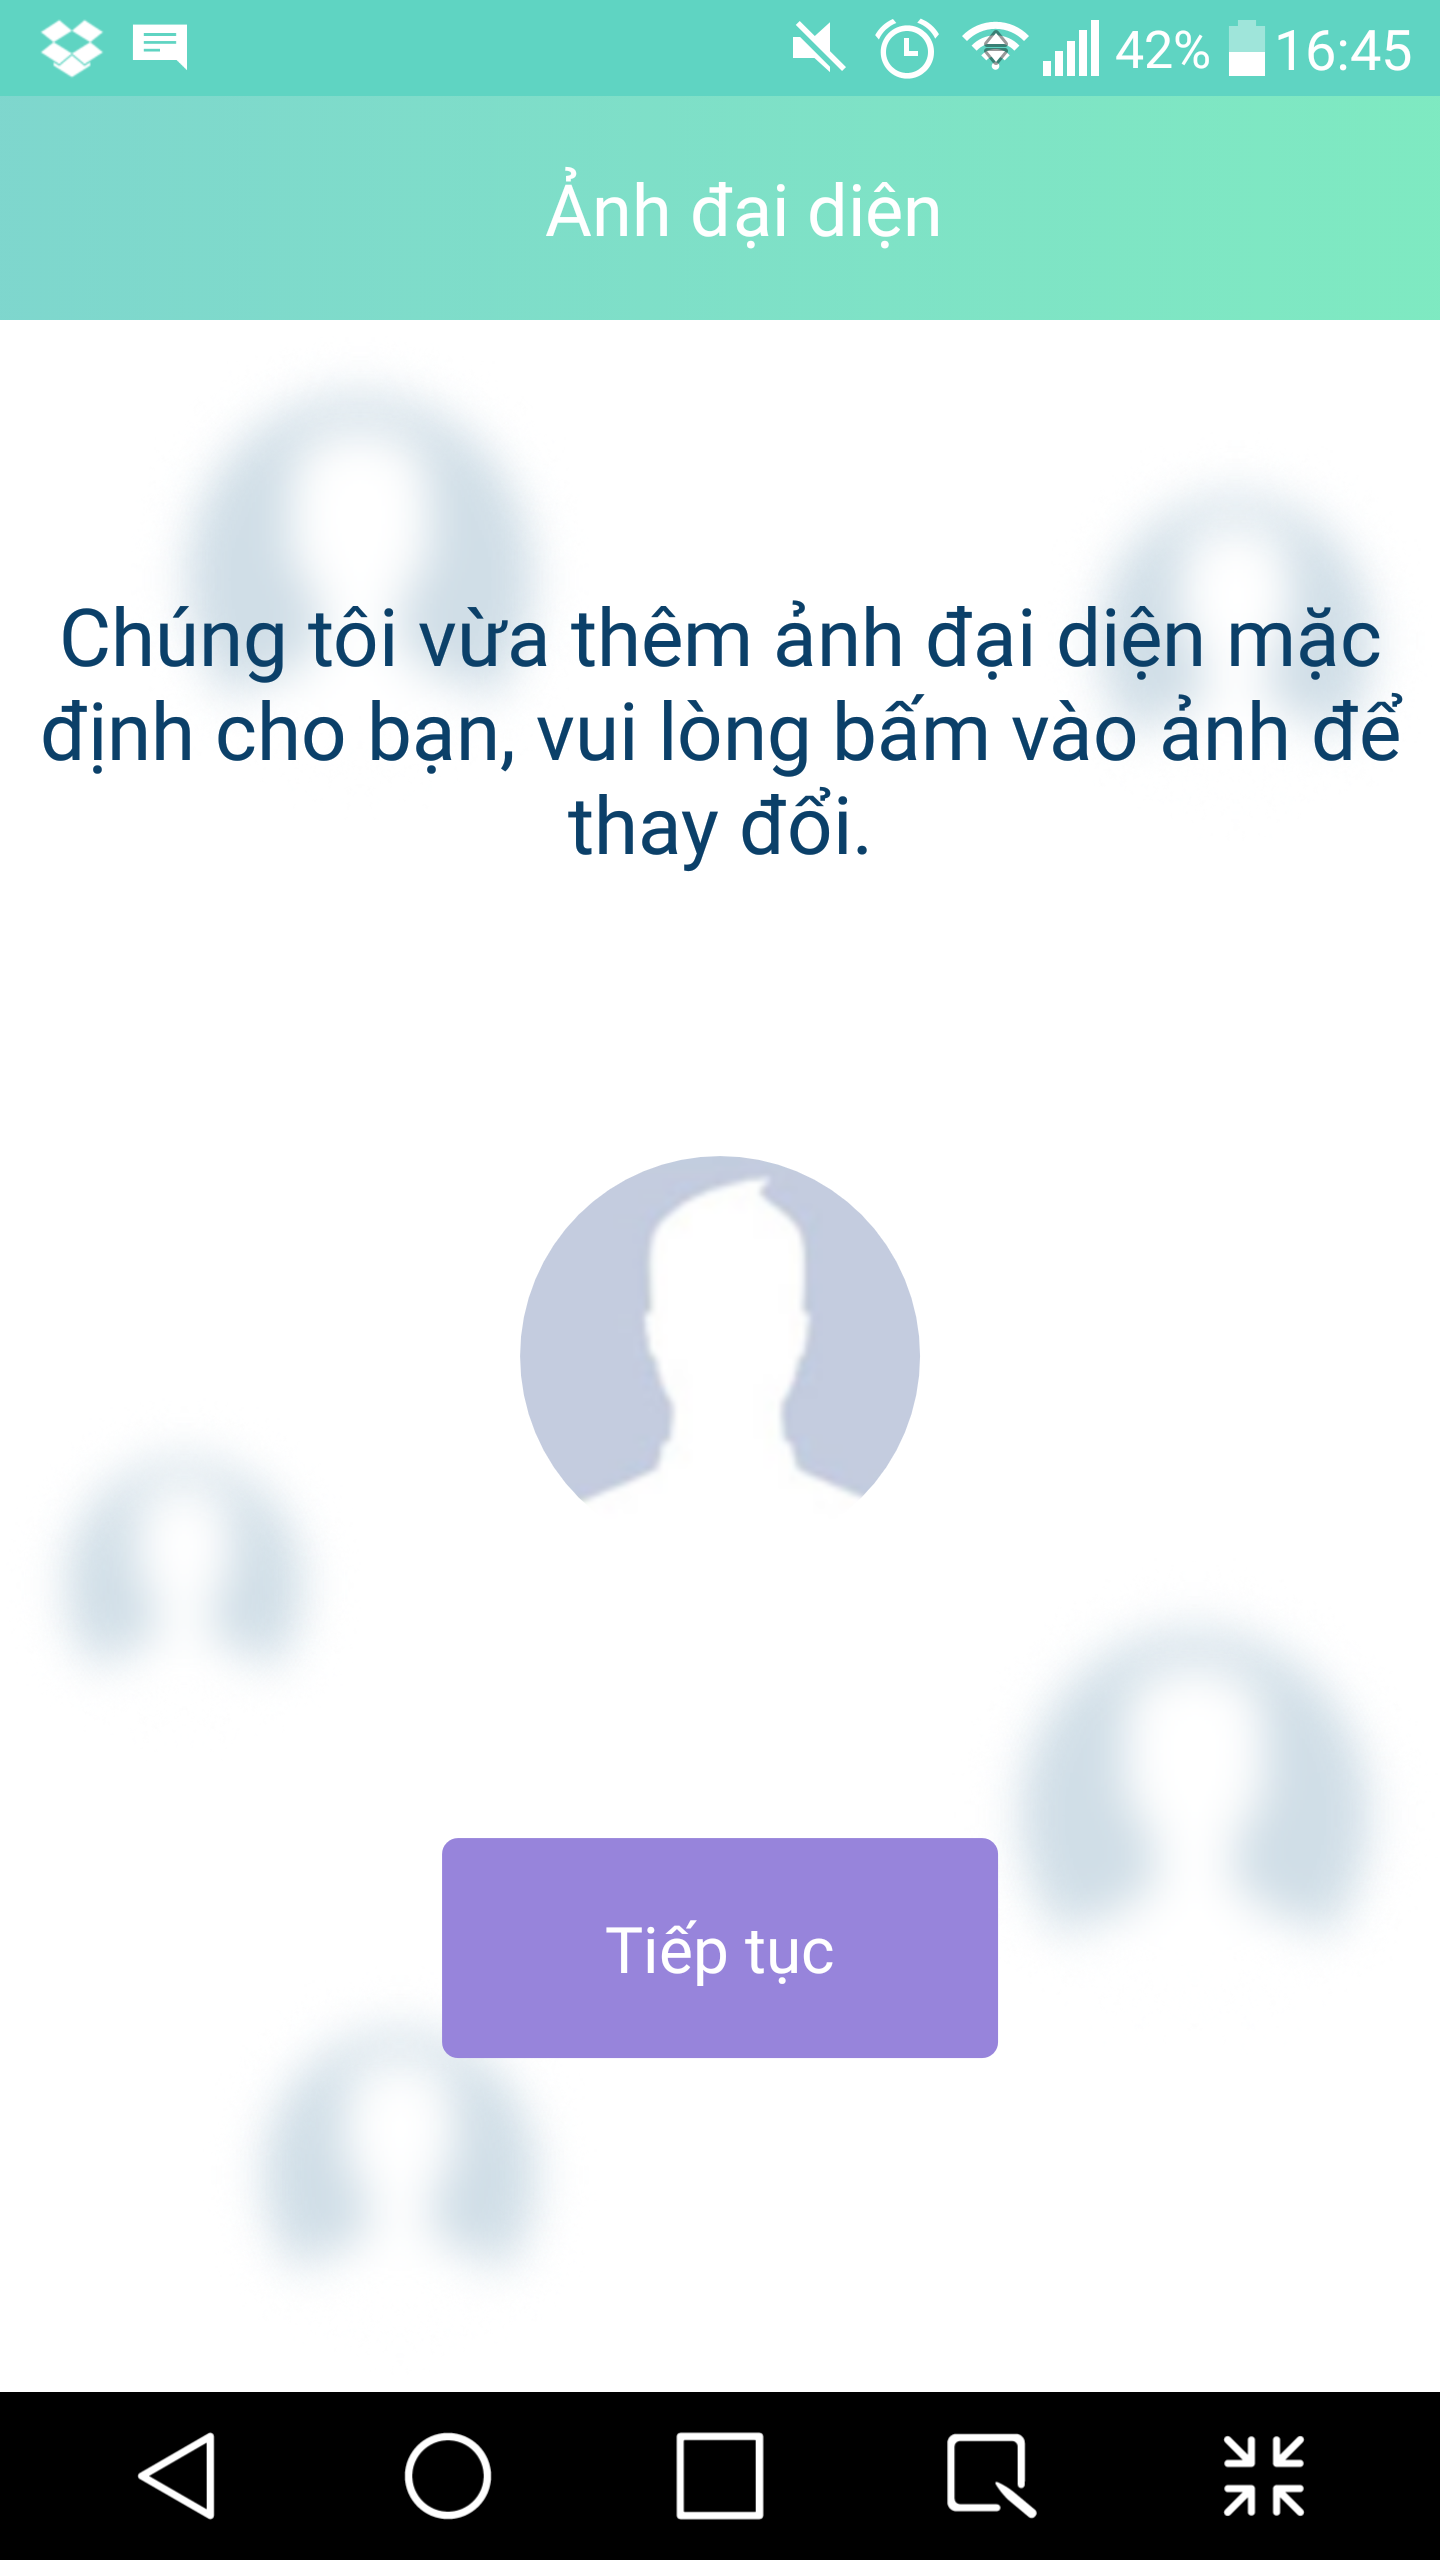 42% 16:45
Ảnh đại diện
Chúng tôi vừa thêm ảnh đại diện mặc
định cho bạn, vui lòng bấm vào ảnh để
thay đổi.
Tiếp tục